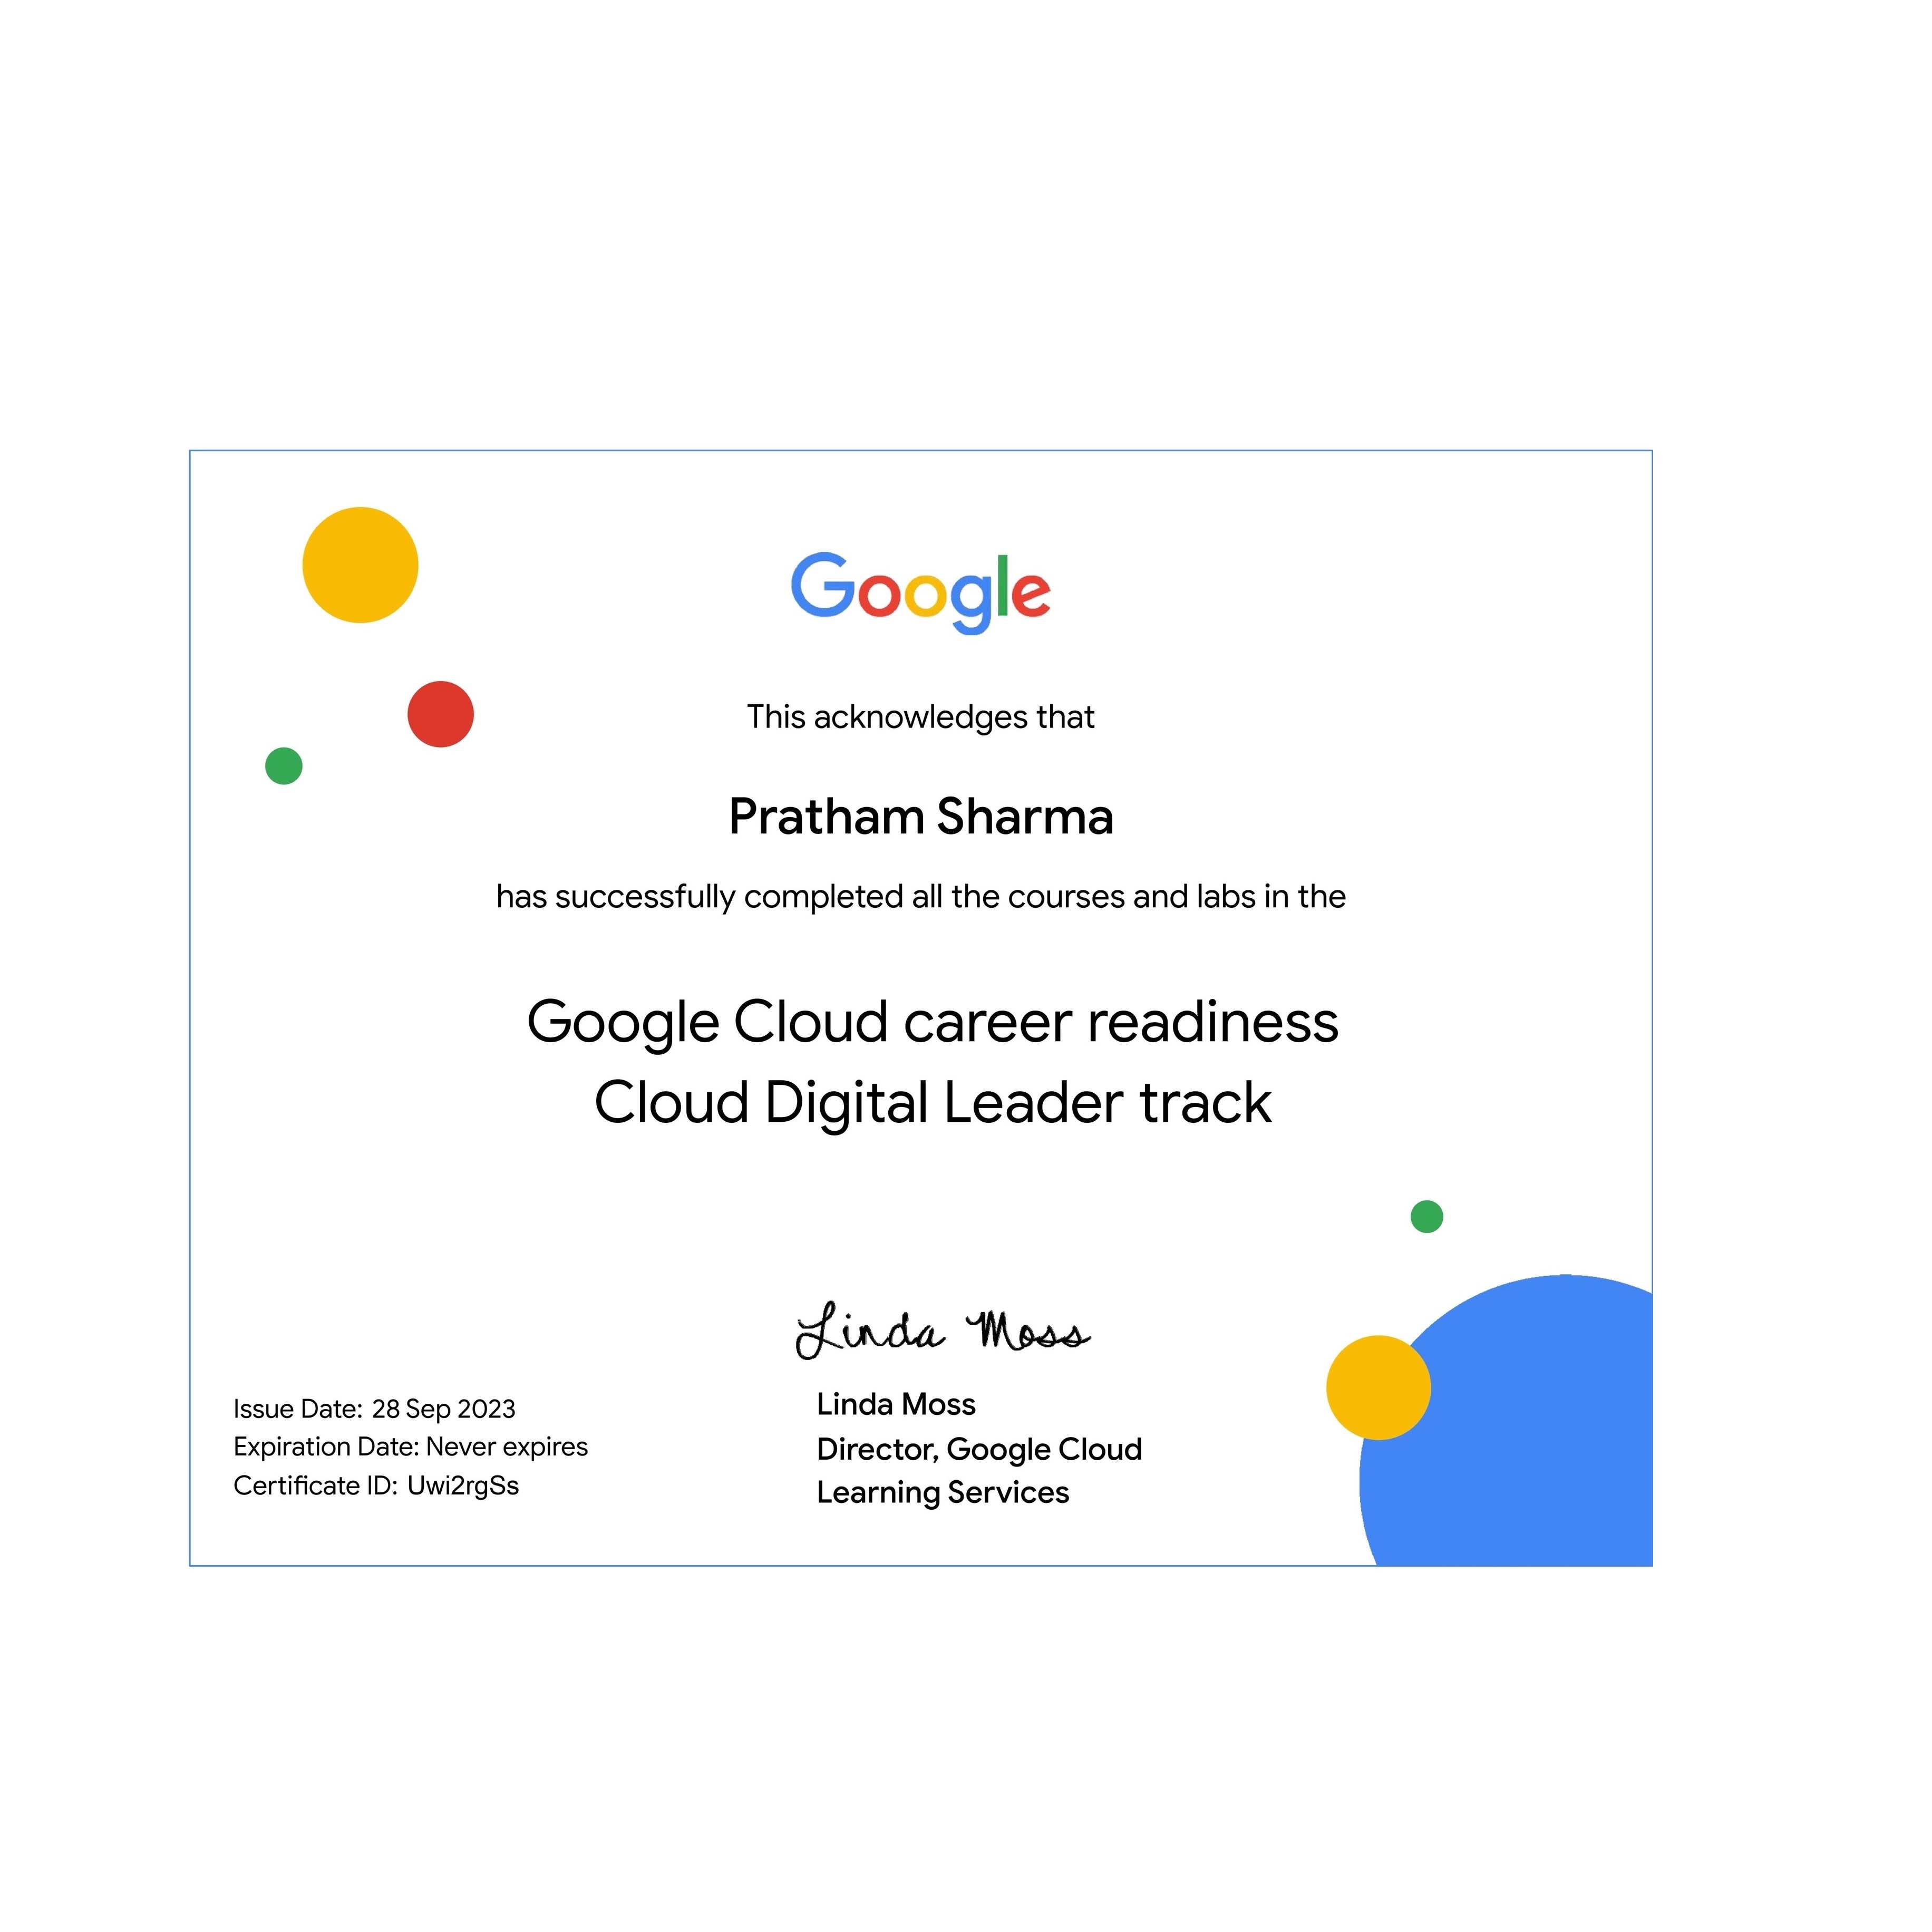 Google
This acknowledges that
Pratham Sharma
has successfully completed all the courses and labs in the
Google Cloud career readiness
Cloud Digital Leader track
Linda Moss
Linda Moss
Director, Google Cloud
Learning Services
Issue Date: 28 Sep 2023
Expiration Date: Never expires
Certificate ID: Uwi2rgSs